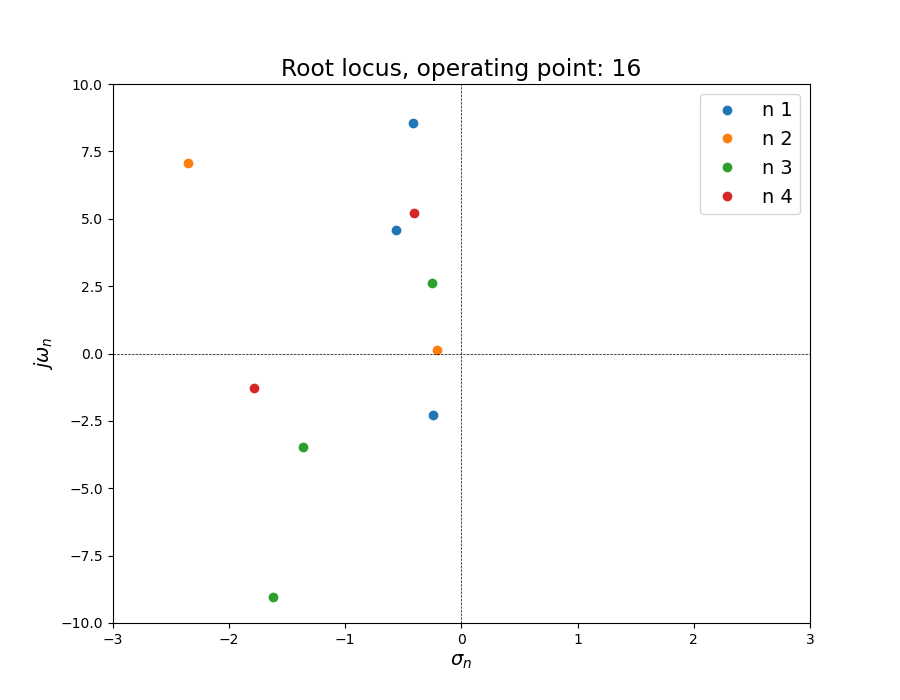 Root locus, operating point: 16
n 1
n 2
n 3
n 4
10.0
7.5
5.0
2.5
0.0
−2.5
−5.0
−7.5
−10.0
jωₙ
−3 −2 −1 0 1 2 3
σₙ